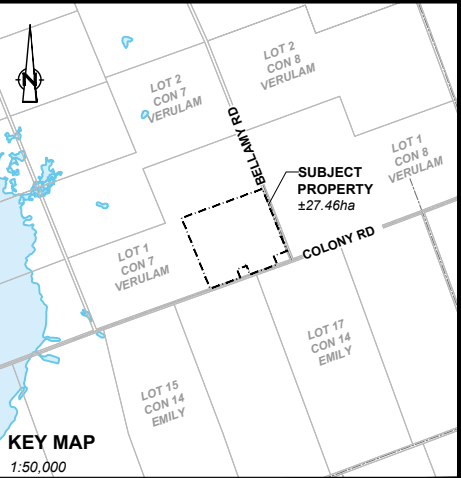 N
LOT 2
CON 7
VERULAM
LOT 2
CON 8
VERULAM
BELLAMY RD
LOT 1
CON 8
VERULAM
SUBJECT
PROPERTY
±27.46ha
COLONY RD
LOT 1
CON 7
VERULAM
LOT 17
CON 14
EMILY
LOT 15
CON 14
EMILY
KEY MAP
1:50,000